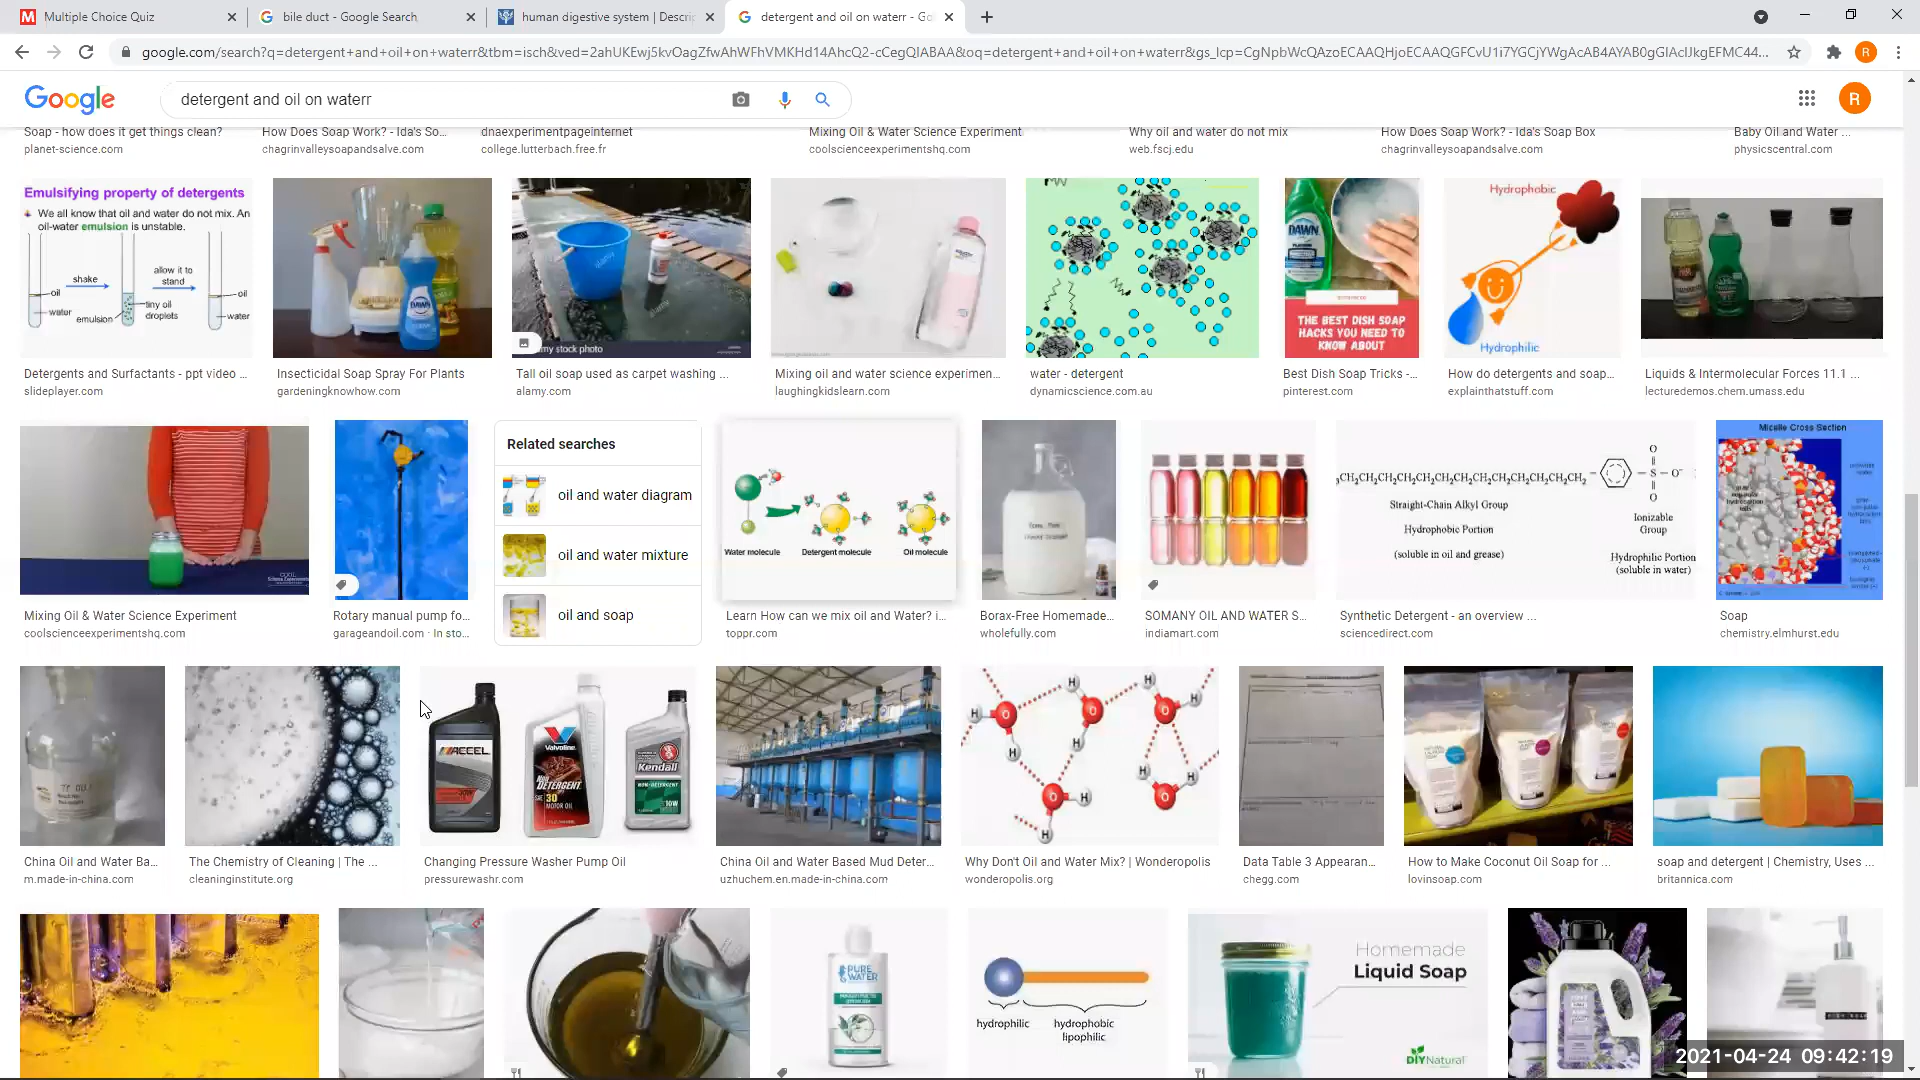 Multiple Choice Quiz
bile duct - Google Search
human digestive system | Descri
detergent and oil on waterr - Go
google.com/search?q=detergent+and+oil+on+waterr&tbm=isch&ved=2ahUKEwj5kvOagZfwAhWFhVMKHd14AhcQ2-cCegQIABAA&oq=detergent+and+oil+on+waterr&gs_lcp=CgNpbWcQAzoECAAQHjoECAAQGFCvU1i7YGCjYWgAcAB4AYAB0gGIAclJkgEFMC44...
R
Google
detergent and oil on waterr
R
Soap - how does it get things clean?
How Does Soap Work? - Ida's So...
dnaexperimentpageinternet
Mixing Oil & Water Science Experiment
Why oil and water do not mix
How Does Soap Work? - Ida's Soap Box
Baby Oil and Water ...
planet-science.com
chagrinvalleysoapandsalve.com
college.lutterbach.free.fr
coolscienceexperimentshq.com
web.fscj.edu
chagrinvalleysoapandsalve.com
physicscentral.com
Emulsifying property of detergents
We all know that oil and water do not mix. An
oil-water emulsion is unstable.
shake
allow it to
stand
oil
water
emulsion
tiny oil
droplets
oil
water
DAWN
my stock photo
DAWN
THE BEST DISH SOAP
HACKS YOU NEED TO
KNOW ABOUT
Hydrophobic
Hydrophilic
Detergents and Surfactants - ppt video ...
Insecticidal Soap Spray For Plants
Tall oil soap used as carpet washing ...
Mixing oil and water science experimen...
water - detergent
Best Dish Soap Tricks -...
How do detergents and soap...
Liquids & Intermolecular Forces 11.1 ...
slideplayer.com
gardeningknowhow.com
alamy.com
laughingkidslearn.com
dynamicscience.com.au
pinterest.com
explainthatstuff.com
lecturedemos.chem.umass.edu
Related searches
oil and water diagram
oil and water mixture
oil and soap
Water molecule
Detergent molecule
Oil molecule
₃CH₂CH₂CH₂CH₂CH₂CH₂CH₂CH₂CH₂CH₂CH₂CH₂
O
S
O⁻
O
Straight-Chain Alkyl Group
Hydrophobic Portion
(soluble in oil and grease)
Ionizable
Group
Hydrophilic Portion
(soluble in water)
Micelle Cross Section
Mixing Oil & Water Science Experiment
Rotary manual pump fo...
Learn How can we mix oil and Water? i...
Borax-Free Homemade...
SOMANY OIL AND WATER S...
Synthetic Detergent - an overview ...
Soap
coolscienceexperimentshq.com
garageandoil.com · In sto...
toppr.com
wholefully.com
indiamart.com
sciencedirect.com
chemistry.elmhurst.edu
ACCEL
Valvoline
Non
DETERGENT
SAE 30
MOTOR OIL
Kendall
NON-DETERGENT
10W
H
O
China Oil and Water Ba...
The Chemistry of Cleaning | The ...
Changing Pressure Washer Pump Oil
China Oil and Water Based Mud Deter...
Why Don't Oil and Water Mix? | Wonderopolis
Data Table 3 Appearan...
How to Make Coconut Oil Soap for ...
soap and detergent | Chemistry, Uses ...
m.made-in-china.com
cleaninginstitute.org
pressurewashr.com
uzhuchem.en.made-in-china.com
wonderopolis.org
chegg.com
lovinsoap.com
britannica.com
PURE
WATER
hydrophilic
hydrophobic
lipophilic
Homemade
Liquid Soap
DIYNatural
2021-04-24 09:42:19